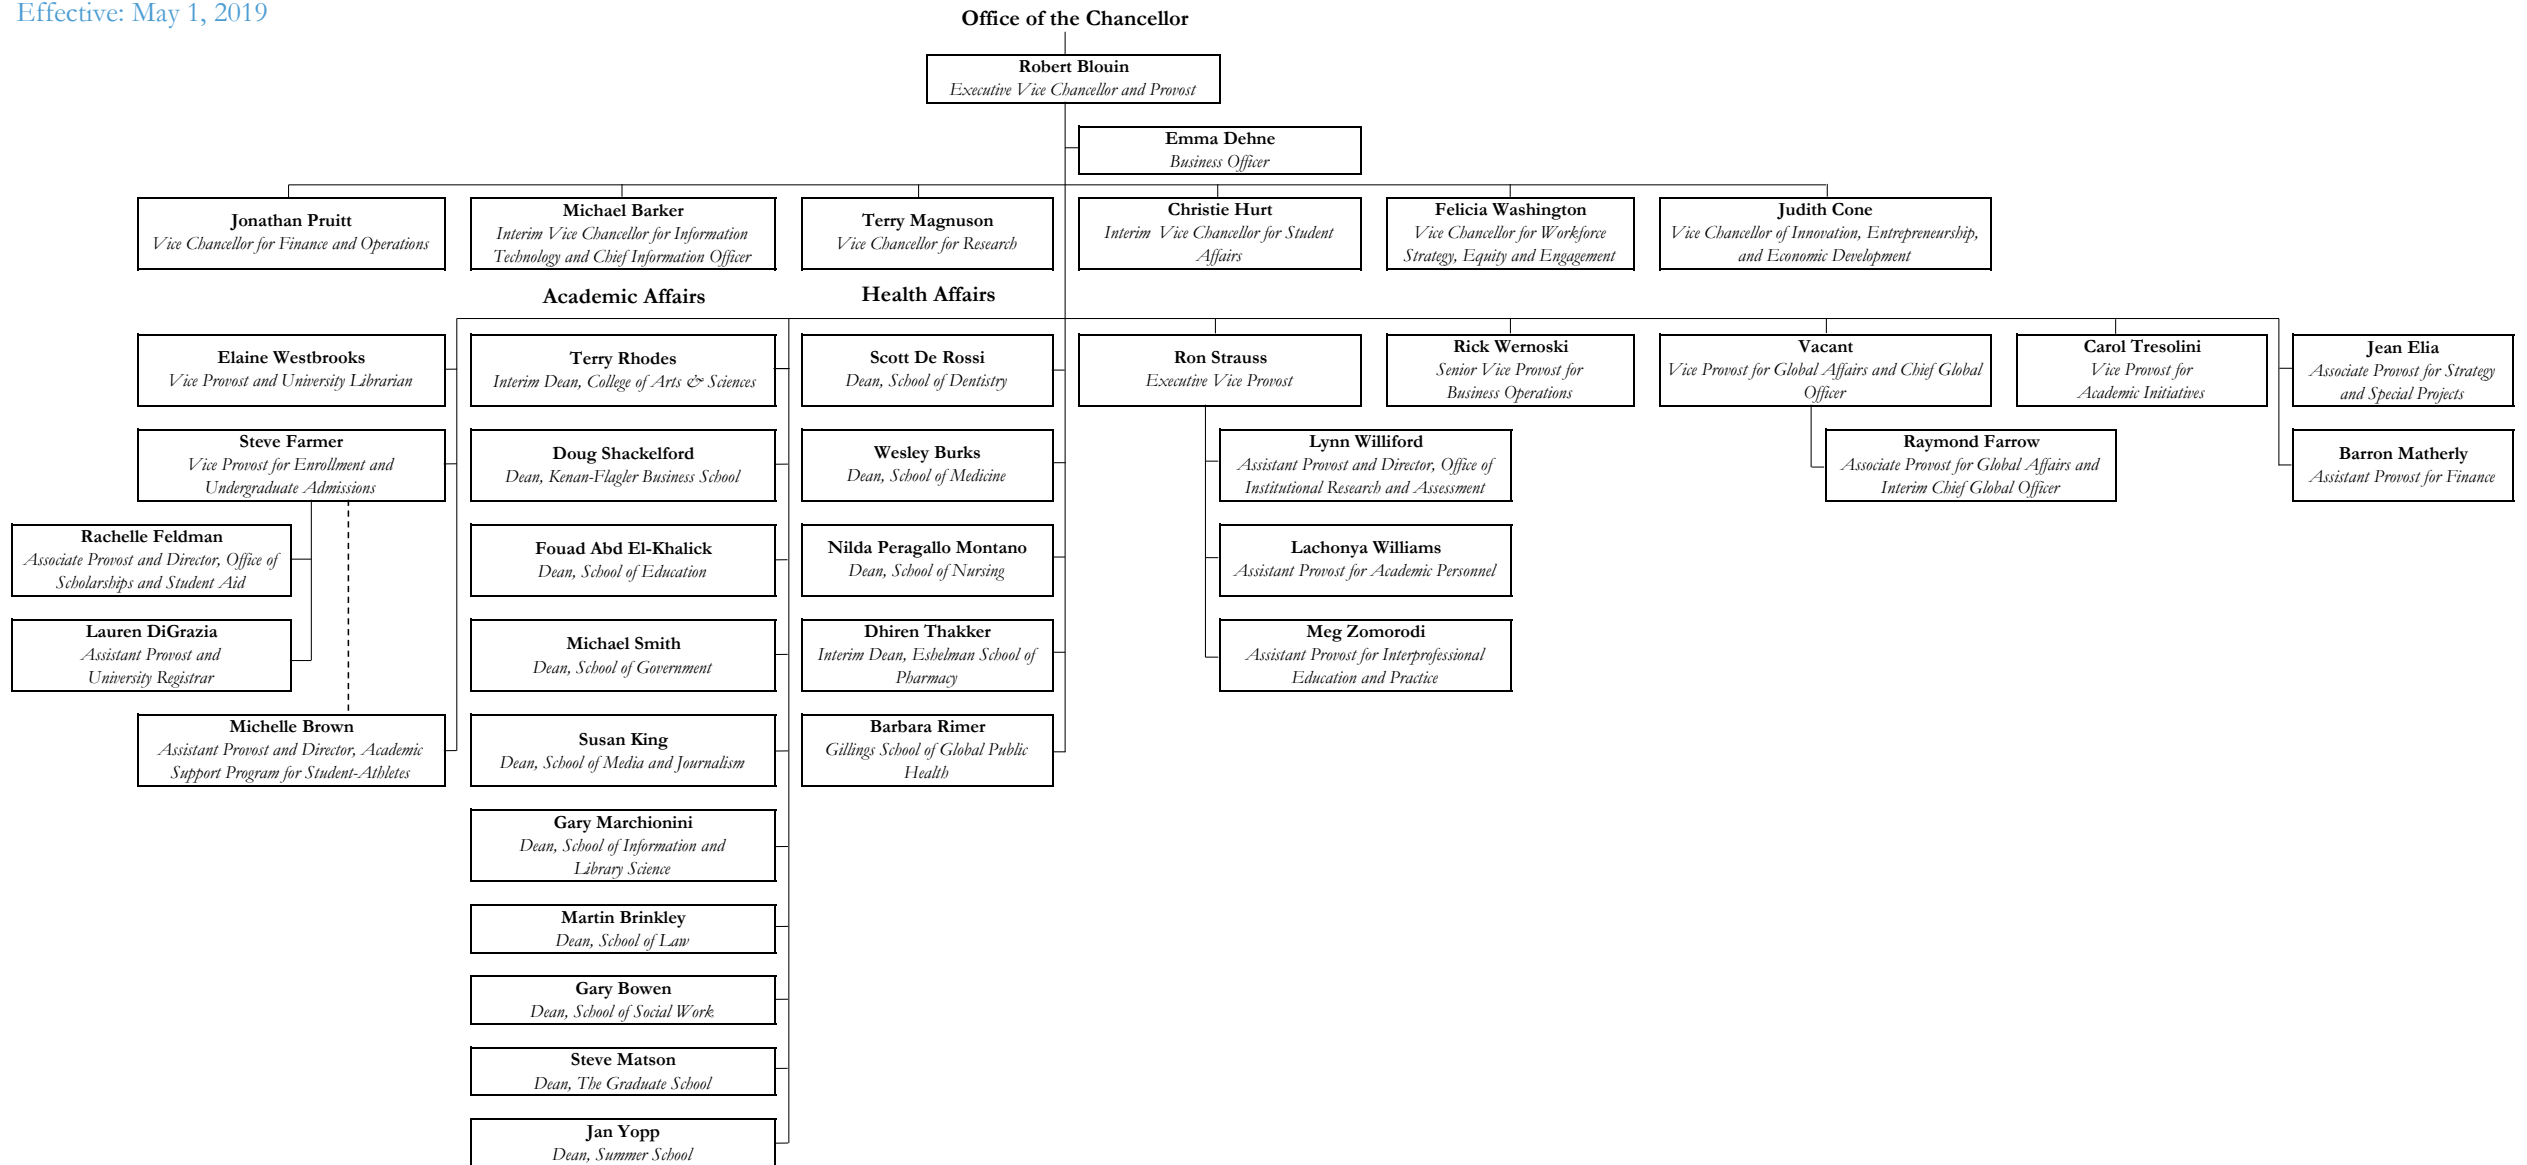 Effective: May 1, 2019
Office of the Chancellor
Robert Blouin
Executive Vice Chancellor and Provost
Emma Dehne
Business Officer
Jonathan Pruitt
Vice Chancellor for Finance and Operations
Michael Barker
Interim Vice Chancellor for Information
Technology and Chief Information Officer
Terry Magnuson
Vice Chancellor for Research
Christie Hurt
Interim Vice Chancellor for Student
Affairs
Felicia Washington
Vice Chancellor for Workforce
Strategy, Equity and Engagement
Judith Cone
Vice Chancellor of Innovation, Entrepreneurship,
and Economic Development
Academic Affairs
Health Affairs
Elaine Westbrooks
Vice Provost and University Librarian
Steve Farmer
Vice Provost for Enrollment and
Undergraduate Admissions
Rachelle Feldman
Associate Provost and Director, Office of
Scholarships and Student Aid
Lauren DiGrazia
Assistant Provost and
University Registrar
Michelle Brown
Assistant Provost and Director, Academic
Support Program for Student-Athletes
Terry Rhodes
Interim Dean, College of Arts & Sciences
Doug Shackelford
Dean, Kenan-Flagler Business School
Fouad Abd El-Khalick
Dean, School of Education
Michael Smith
Dean, School of Government
Susan King
Dean, School of Media and Journalism
Gary Marchionini
Dean, School of Information and
Library Science
Martin Brinkley
Dean, School of Law
Gary Bowen
Dean, School of Social Work
Steve Matson
Dean, The Graduate School
Jan Yopp
Dean, Summer School
Scott De Rossi
Dean, School of Dentistry
Wesley Burks
Dean, School of Medicine
Nilda Peragallo Montano
Dean, School of Nursing
Dhiren Thakker
Interim Dean, Eshelman School of
Pharmacy
Barbara Rimer
Gillings School of Global Public
Health
Ron Strauss
Executive Vice Provost
Lynn Williford
Assistant Provost and Director, Office of
Institutional Research and Assessment
Lachonya Williams
Assistant Provost for Academic Personnel
Meg Zomorodi
Assistant Provost for Interprofessional
Education and Practice
Rick Wernoski
Senior Vice Provost for
Business Operations
Vacant
Vice Provost for Global Affairs and Chief Global
Officer
Raymond Farrow
Associate Provost for Global Affairs and
Interim Chief Global Officer
Carol Tresolini
Vice Provost for
Academic Initiatives
Jean Elia
Associate Provost for Strategy
and Special Projects
Barron Matherly
Assistant Provost for Finance